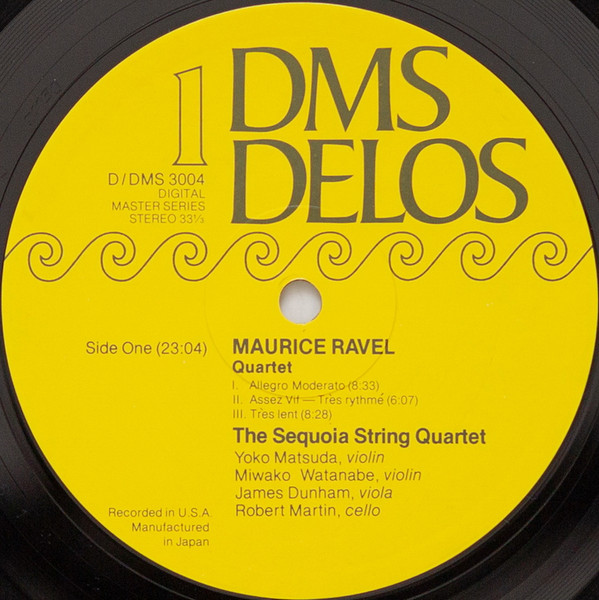 1
DMS
DELOS
D/DMS 3004
DIGITAL
MASTER SERIES
STEREO 33⅓
Side One (23:04)
MAURICE RAVEL
Quartet
I. Allegro Moderato (8:33)
II. Assez Vif — Très rythmé (6:07)
III. Très lent (8:28)
The Sequoia String Quartet
Yoko Matsuda, violin
Miwako Watanabe, violin
James Dunham, viola
Robert Martin, cello
Recorded in U.S.A.
Manufactured
in Japan